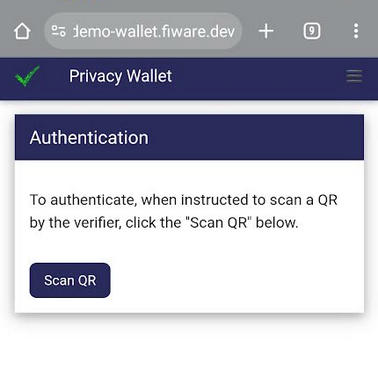 demo-wallet.fiware.dev
9
Privacy Wallet
Authentication
To authenticate, when instructed to scan a QR
by the verifier, click the "Scan QR" below.
Scan QR